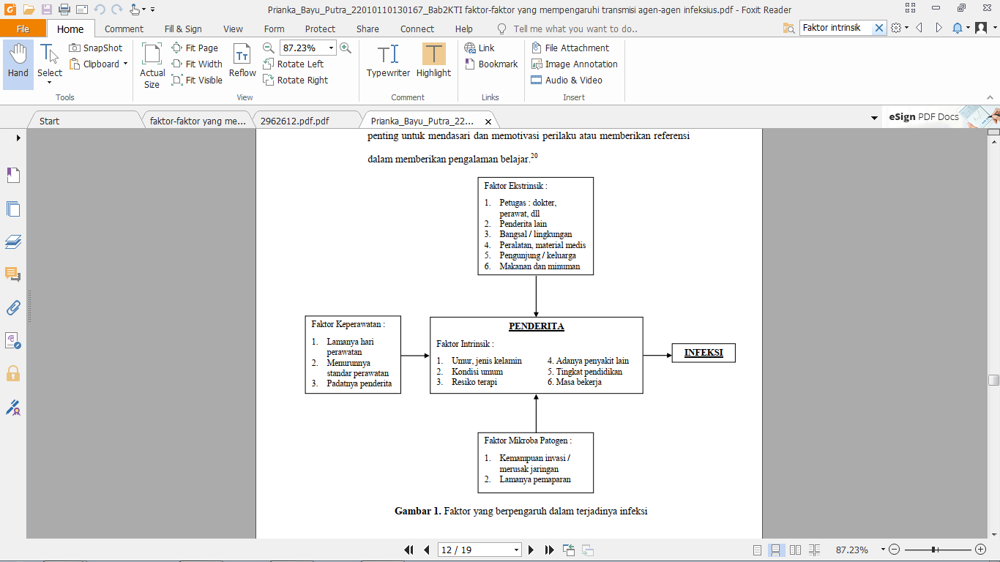 Prianka_Bayu_Putra_22010110130167_Bab2KTI faktor-faktor yang mempengaruhi transmisi agen-agen infeksius.pdf - Foxit Reader
File
Home
Comment
Fill & Sign
View
Form
Protect
Share
Connect
Help
Tell me what you want to do..
Faktor intrinsik
Hand
Select
SnapShot
Clipboard
Tools
Actual
Size
Fit Page
Fit Width
Fit Visible
Reflow
87.23%
Rotate Left
Rotate Right
View
Typewriter
Highlight
Comment
Link
Bookmark
Links
File Attachment
Image Annotation
Audio & Video
Insert
Start
faktor-faktor yang me...
2962612.pdf.pdf
Prianka_Bayu_Putra_22...
eSign PDF Docs
penting untuk mendasari dan memotivasi perilaku atau memberikan referensi
dalam memberikan pengalaman belajar.20
Faktor Ekstrinsik :
1. Petugas : dokter,
perawat, dll
2. Penderita lain
3. Bangsal / lingkungan
4. Peralatan, material medis
5. Pengunjung / keluarga
6. Makanan dan minuman
Faktor Keperawatan :
1. Lamanya hari
perawatan
2. Menurunnya
standar perawatan
3. Padatnya penderita
PENDERITA
Faktor Intrinsik :
1. Umur, jenis kelamin
2. Kondisi umum
3. Resiko terapi
4. Adanya penyakit lain
5. Tingkat pendidikan
6. Masa bekerja
INFEKSI
Faktor Mikroba Patogen :
1. Kemampuan invasi /
merusak jaringan
2. Lamanya pemaparan
Gambar 1. Faktor yang berpengaruh dalam terjadinya infeksi
12 / 19
87.23%